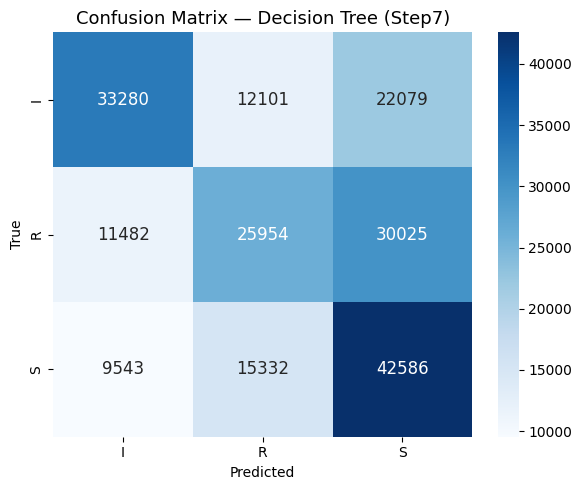 Confusion Matrix — Decision Tree (Step7)
True
I
33280
12101
22079
R
11482
25954
30025
S
9543
15332
42586
I
R
S
Predicted
40000
35000
30000
25000
20000
15000
10000